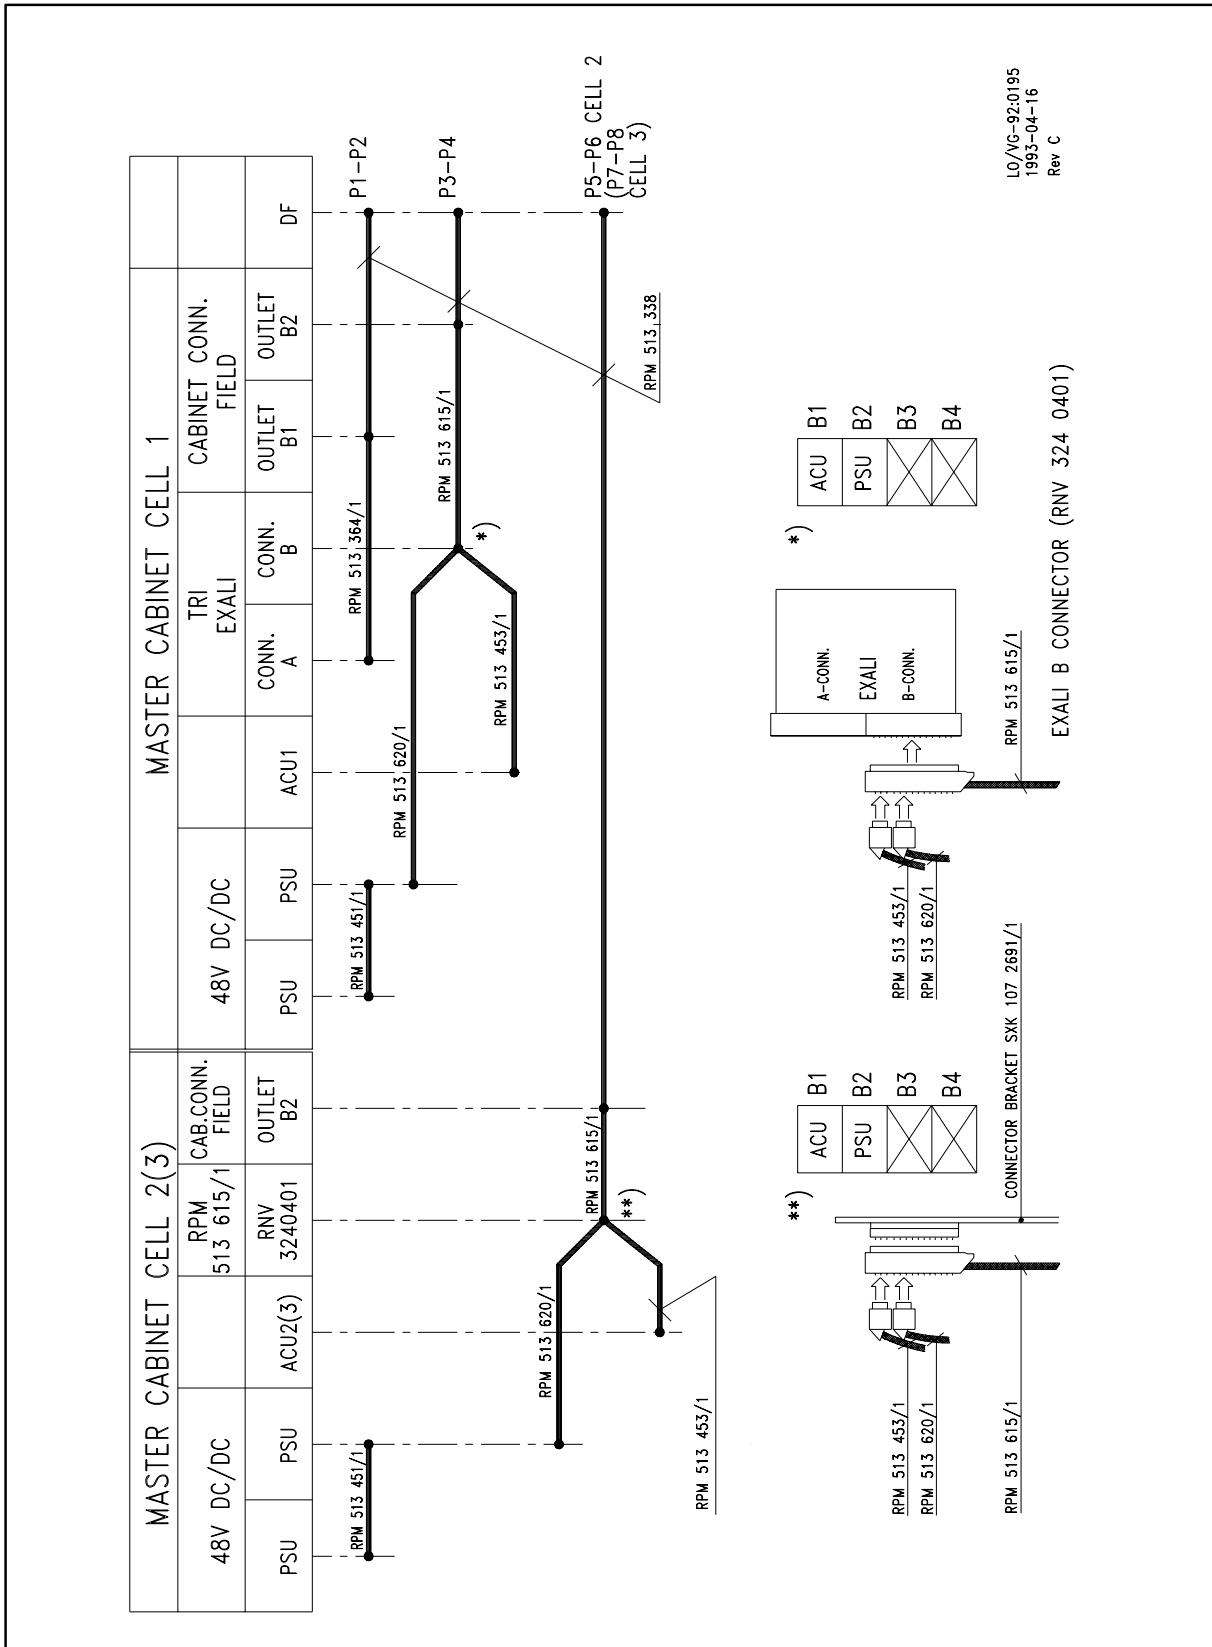 MASTER CABINET CELL 2(3)
MASTER CABINET CELL 1
48V DC/DC
RPM
513 615/1
CAB.CONN.
FIELD
48V DC/DC
TRI
EXALI
CABINET CONN.
FIELD
PSU
PSU
ACU2(3)
RNV
3240401
OUTLET
B2
PSU
PSU
ACU1
CONN.
A
CONN.
B
OUTLET
B1
OUTLET
B2
DF
RPM 513 451/1
RPM 513 451/1
RPM 513 364/1
P1-P2
RPM 513 620/1
RPM 513 615/1
P3-P4
*)
RPM 513 453/1
RPM 513 620/1
RPM 513 615/1
P5-P6 CELL 2
(P7-P8
CELL 3)
**)
RPM 513 338
RPM 513 453/1
**)
ACU
B1
PSU
B2
B3
B4
RPM 513 453/1
RPM 513 620/1
RPM 513 615/1
CONNECTOR BRACKET SXK 107 2691/1
*)
A-CONN.
EXALI
B-CONN.
ACU
B1
PSU
B2
B3
B4
RPM 513 453/1
RPM 513 620/1
RPM 513 615/1
EXALI B CONNECTOR (RNV 324 0401)
LO/VG-92:0195
1993-04-16
Rev C